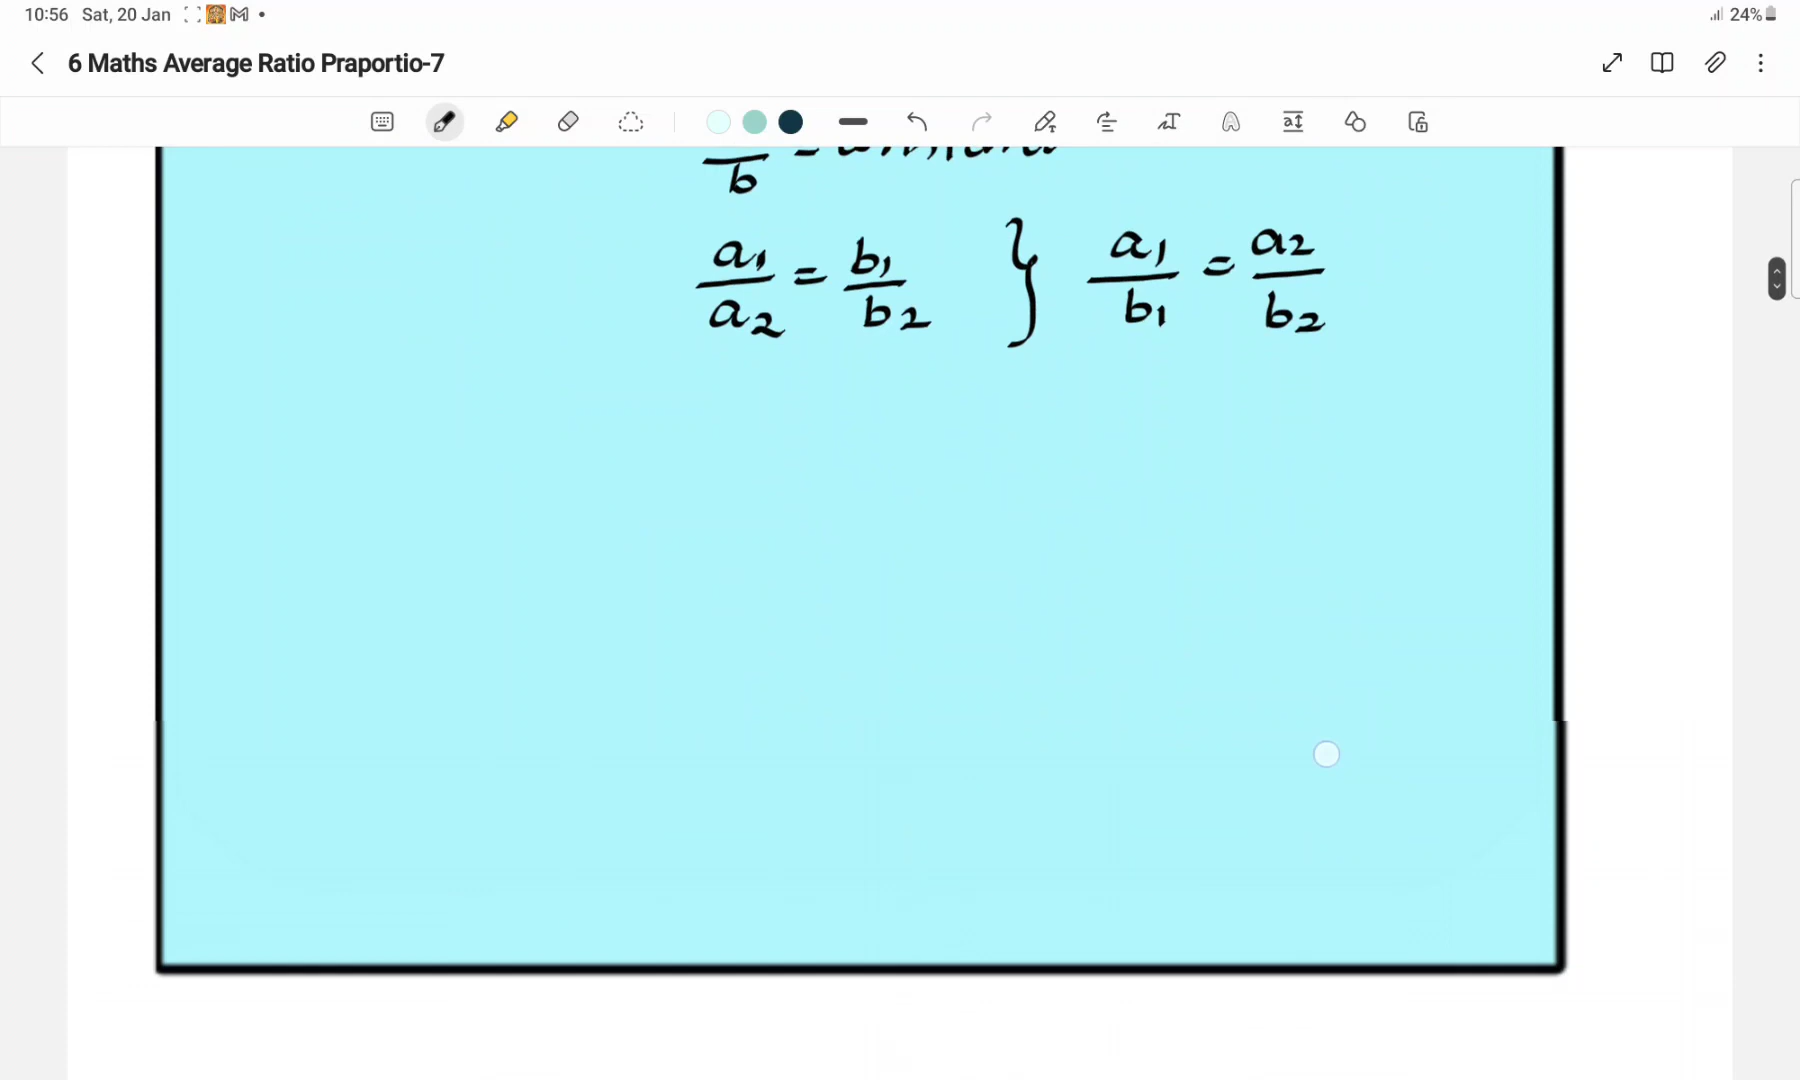 10:56 Sat, 20 Jan
24%
6 Maths Average Ratio Praportio-7
b
a₁/a₂ = b₁/b₂ } a₁/b₁ = a₂/b₂